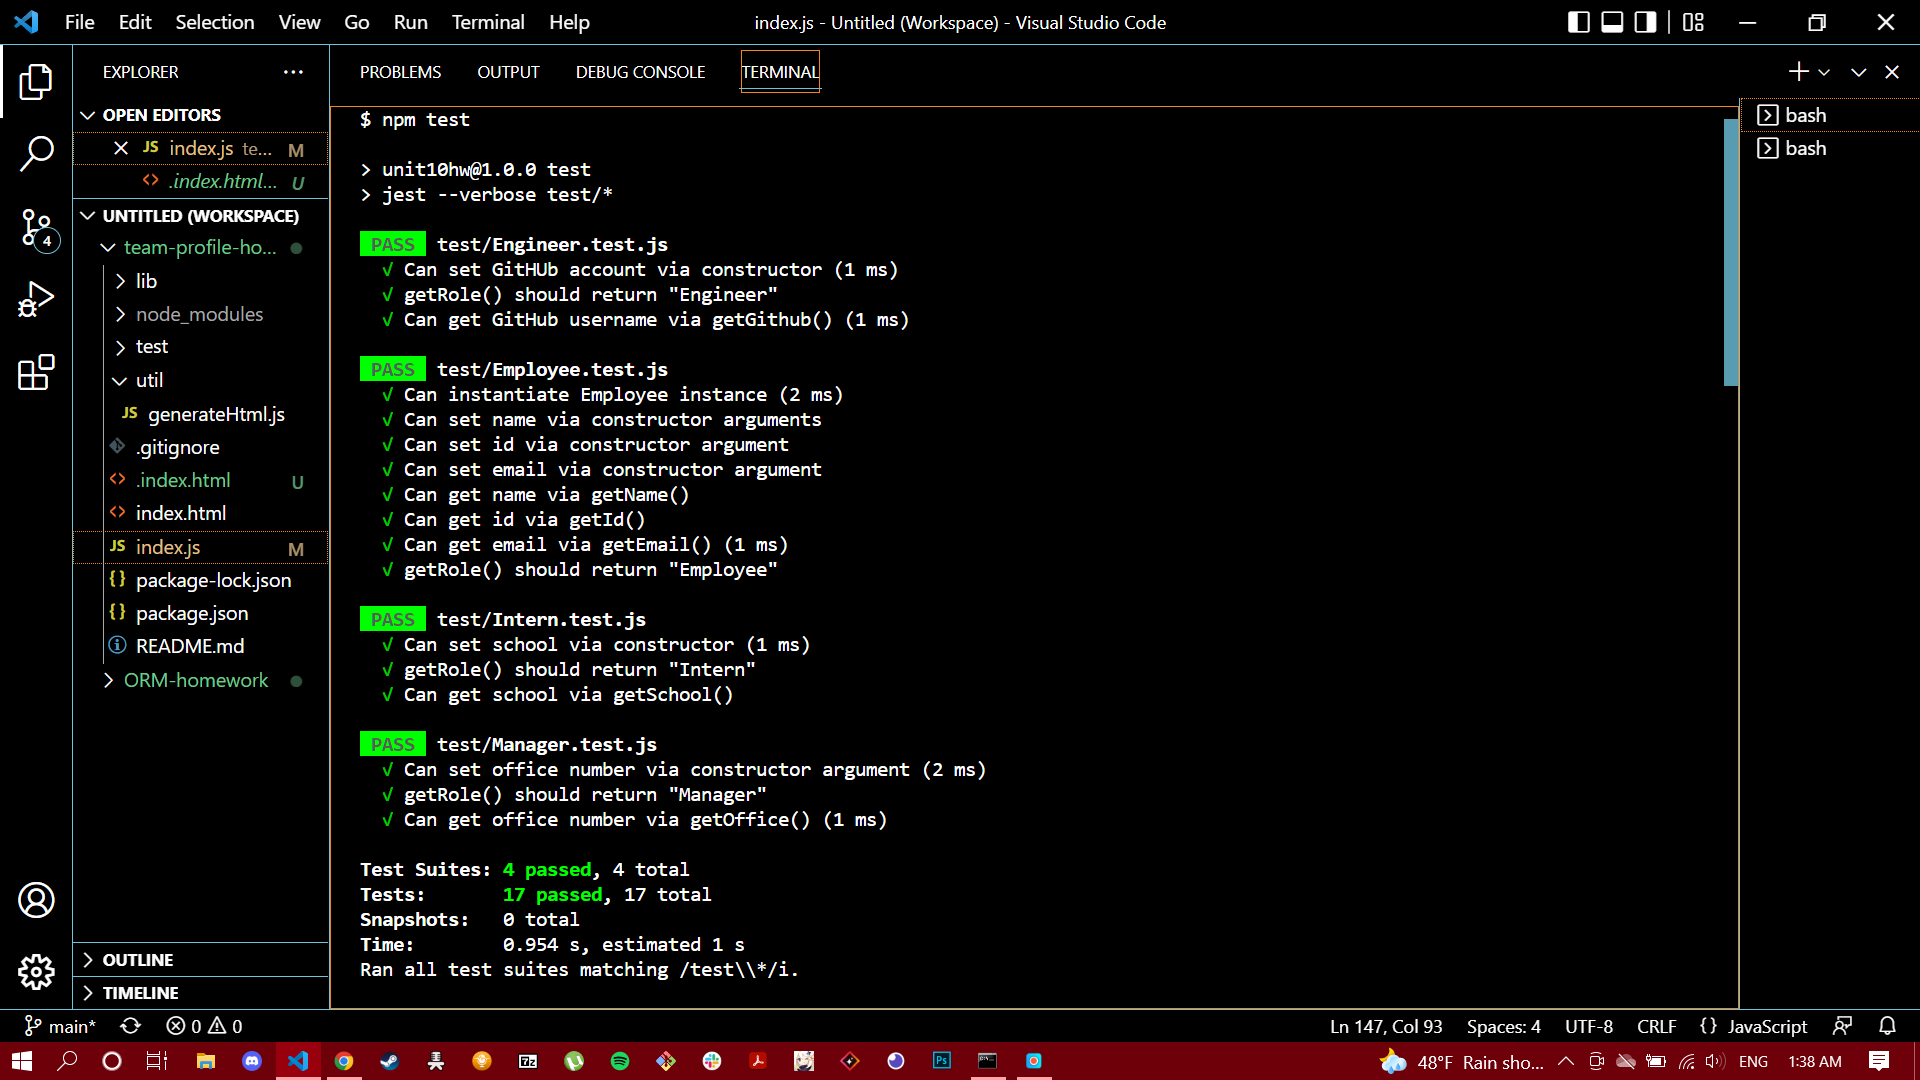 File Edit Selection View Go Run Terminal Help
index.js - Untitled (Workspace) - Visual Studio Code
EXPLORER
OPEN EDITORS
JS index.js te... M
.index.html... U
UNTITLED (WORKSPACE)
team-profile-ho...
lib
node_modules
test
util
JS generateHtml.js
.gitignore
.index.html U
index.html
JS index.js M
{} package-lock.json
{} package.json
README.md
ORM-homework
OUTLINE
TIMELINE
4
PROBLEMS OUTPUT DEBUG CONSOLE TERMINAL
$ npm test
> unit10hw@1.0.0 test
> jest --verbose test/*
PASS test/Engineer.test.js
√ Can set GitHUb account via constructor (1 ms)
√ getRole() should return "Engineer"
√ Can get GitHub username via getGithub() (1 ms)
PASS test/Employee.test.js
√ Can instantiate Employee instance (2 ms)
√ Can set name via constructor arguments
√ Can set id via constructor argument
√ Can set email via constructor argument
√ Can get name via getName()
√ Can get id via getId()
√ Can get email via getEmail() (1 ms)
√ getRole() should return "Employee"
PASS test/Intern.test.js
√ Can set school via constructor (1 ms)
√ getRole() should return "Intern"
√ Can get school via getSchool()
PASS test/Manager.test.js
√ Can set office number via constructor argument (2 ms)
√ getRole() should return "Manager"
√ Can get office number via getOffice() (1 ms)
Test Suites: 4 passed, 4 total
Tests: 17 passed, 17 total
Snapshots: 0 total
Time: 0.954 s, estimated 1 s
Ran all test suites matching /test\\*/i.
bash
bash
main* 0 0
Ln 147, Col 93 Spaces: 4 UTF-8 CRLF {} JavaScript
7z Ps
48°F Rain sho... ENG 1:38 AM